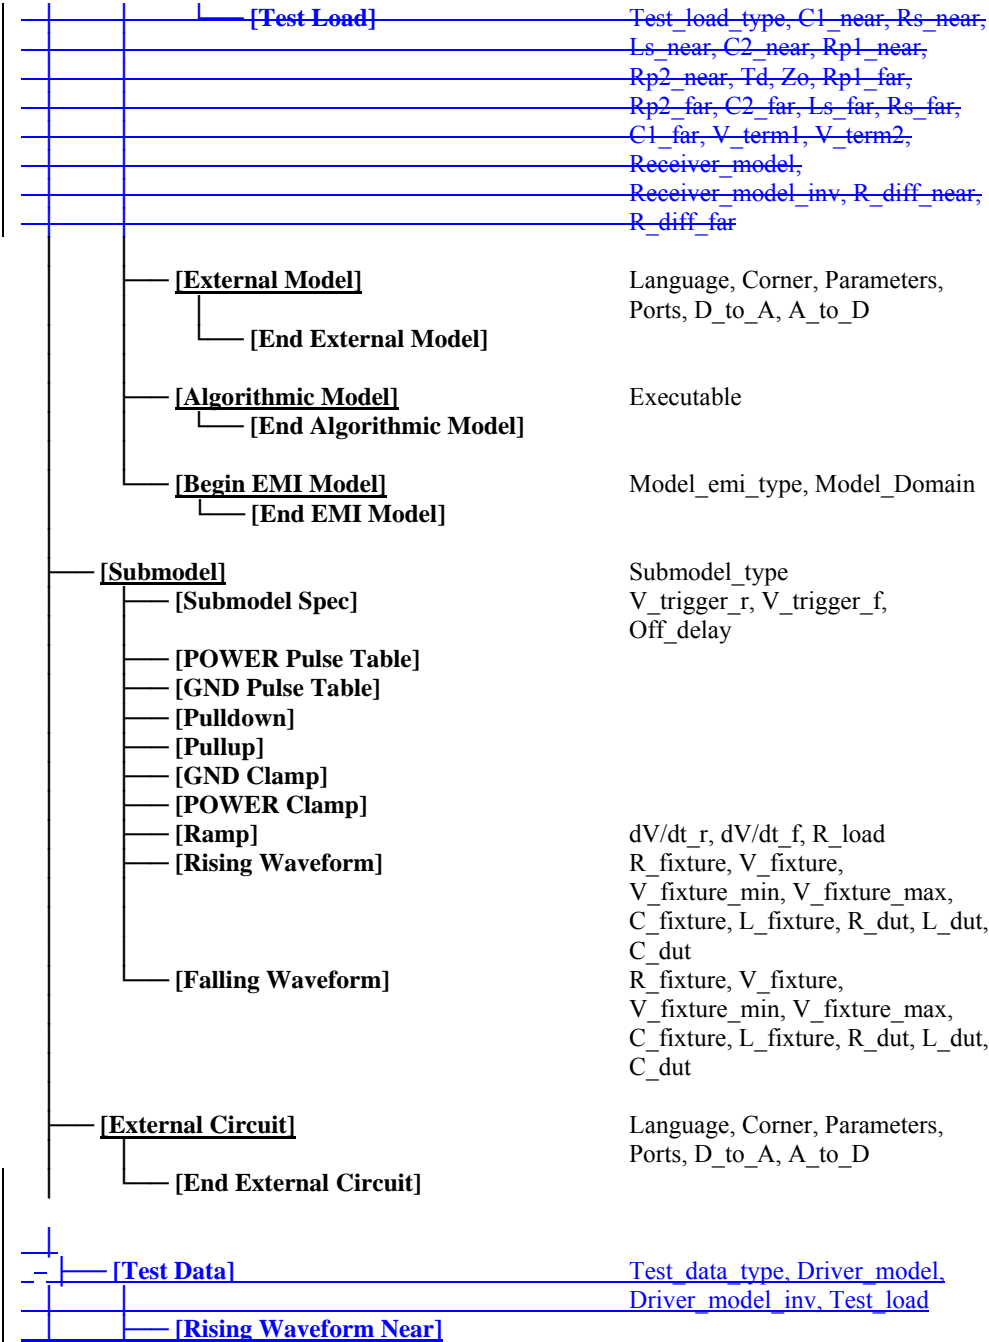 [Test Load] Test_load_type, C1_near, Rs_near,
Ls_near, C2_near, Rp1_near,
Rp2_near, Td, Zo, Rp1_far,
Rp2_far, C2_far, Ls_far, Rs_far,
C1_far, V_term1, V_term2,
Receiver_model,
Receiver_model_inv, R_diff_near,
R_diff_far
[External Model] Language, Corner, Parameters,
Ports, D_to_A, A_to_D
[End External Model]
[Algorithmic Model] Executable
[End Algorithmic Model]
[Begin EMI Model] Model_emi_type, Model_Domain
[End EMI Model]
[Submodel] Submodel_type
[Submodel Spec] V_trigger_r, V_trigger_f,
Off_delay
[POWER Pulse Table]
[GND Pulse Table]
[Pulldown]
[Pullup]
[GND Clamp]
[POWER Clamp]
[Ramp] dV/dt_r, dV/dt_f, R_load
[Rising Waveform] R_fixture, V_fixture,
V_fixture_min, V_fixture_max,
C_fixture, L_fixture, R_dut, L_dut,
C_dut
[Falling Waveform] R_fixture, V_fixture,
V_fixture_min, V_fixture_max,
C_fixture, L_fixture, R_dut, L_dut,
C_dut
[External Circuit] Language, Corner, Parameters,
Ports, D_to_A, A_to_D
[End External Circuit]
[Test Data] Test_data_type, Driver_model,
Driver_model_inv, Test_load
[Rising Waveform Near]